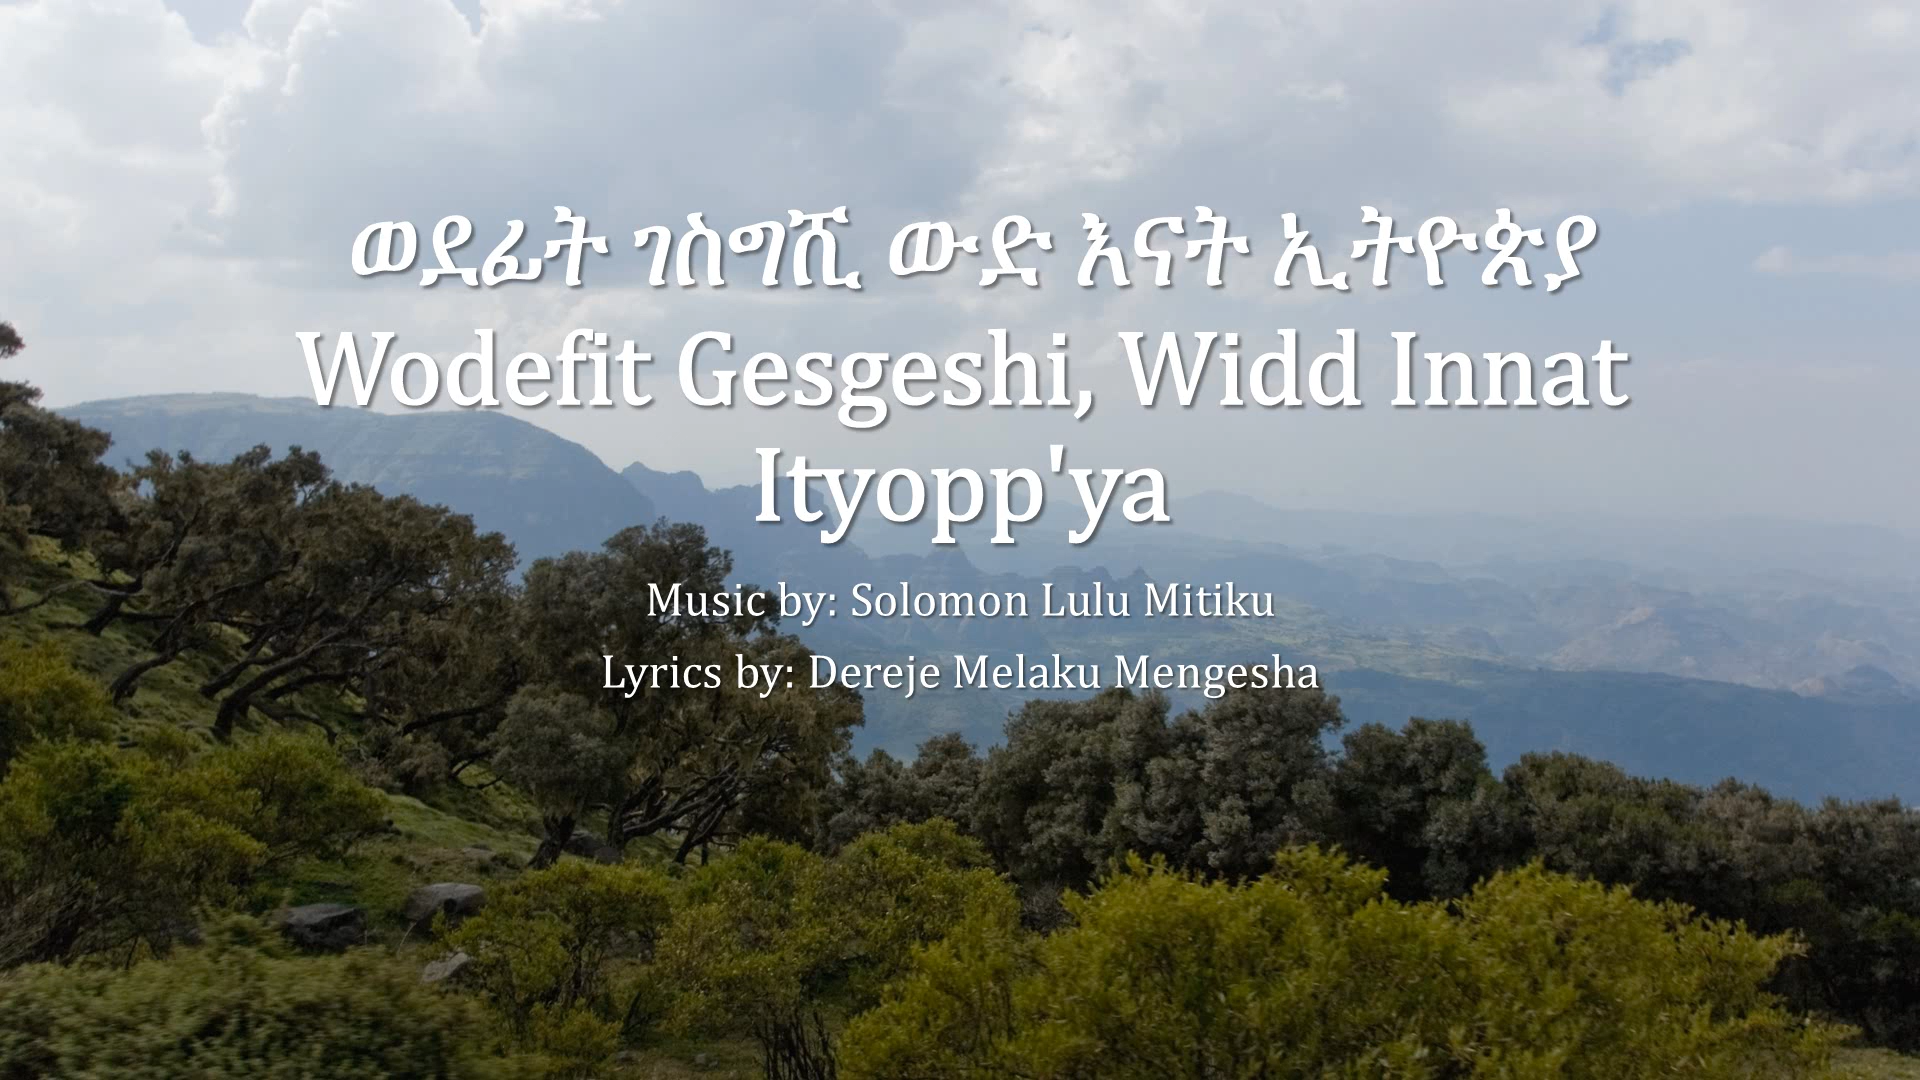 ወደፊት ገስግሺ ውድ እናት ኢትዮጵያ
Wodefit Gesgeshi, Widd Innat
Ityopp'ya
Music by: Solomon Lulu Mitiku
Lyrics by: Dereje Melaku Mengesha